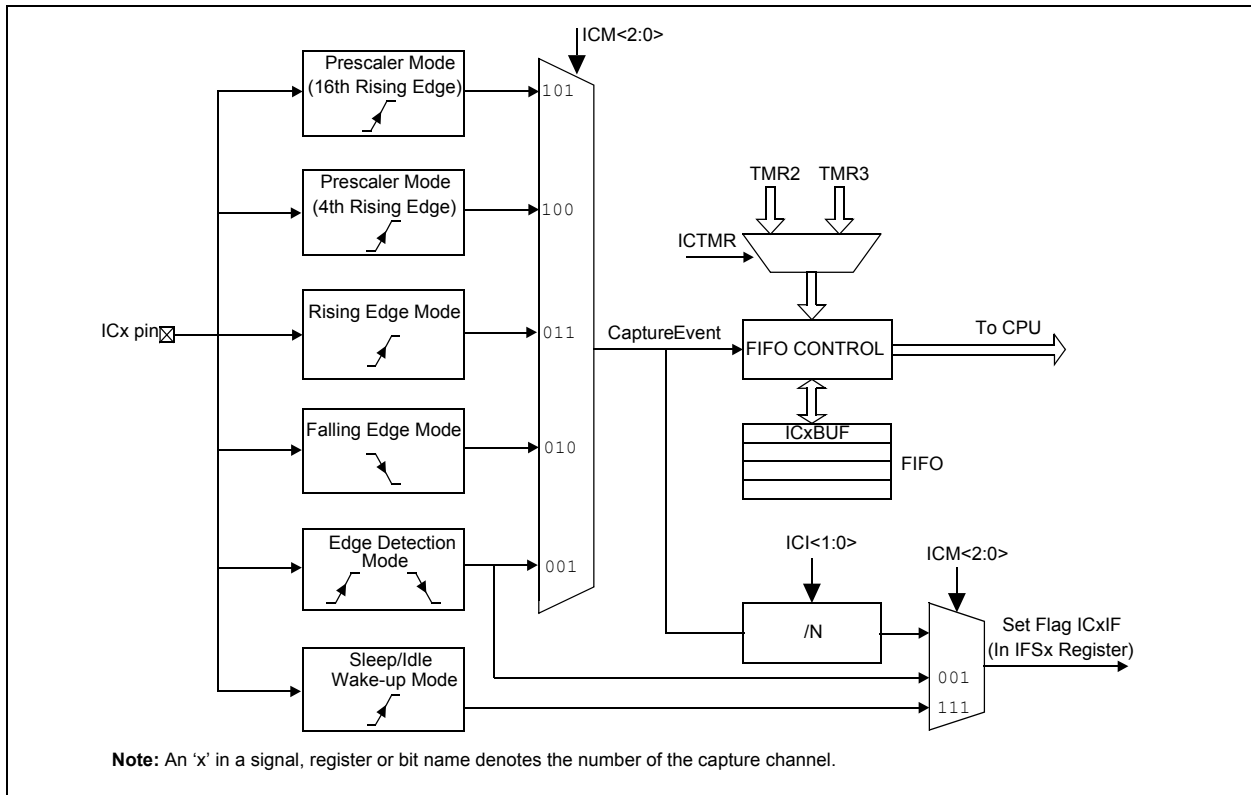 ICM<2:0>
Prescaler Mode
(16th Rising Edge)
101
Prescaler Mode
(4th Rising Edge)
100
TMR2 TMR3
ICTMR
ICx pin
Rising Edge Mode
011
CaptureEvent
FIFO CONTROL
To CPU
Falling Edge Mode
010
ICxBUF
FIFO
Edge Detection
Mode
001
ICI<1:0>
ICM<2:0>
/N
Set Flag ICxIF
(In IFSx Register)
Sleep/Idle
Wake-up Mode
001
111
Note: An ‘x’ in a signal, register or bit name denotes the number of the capture channel.